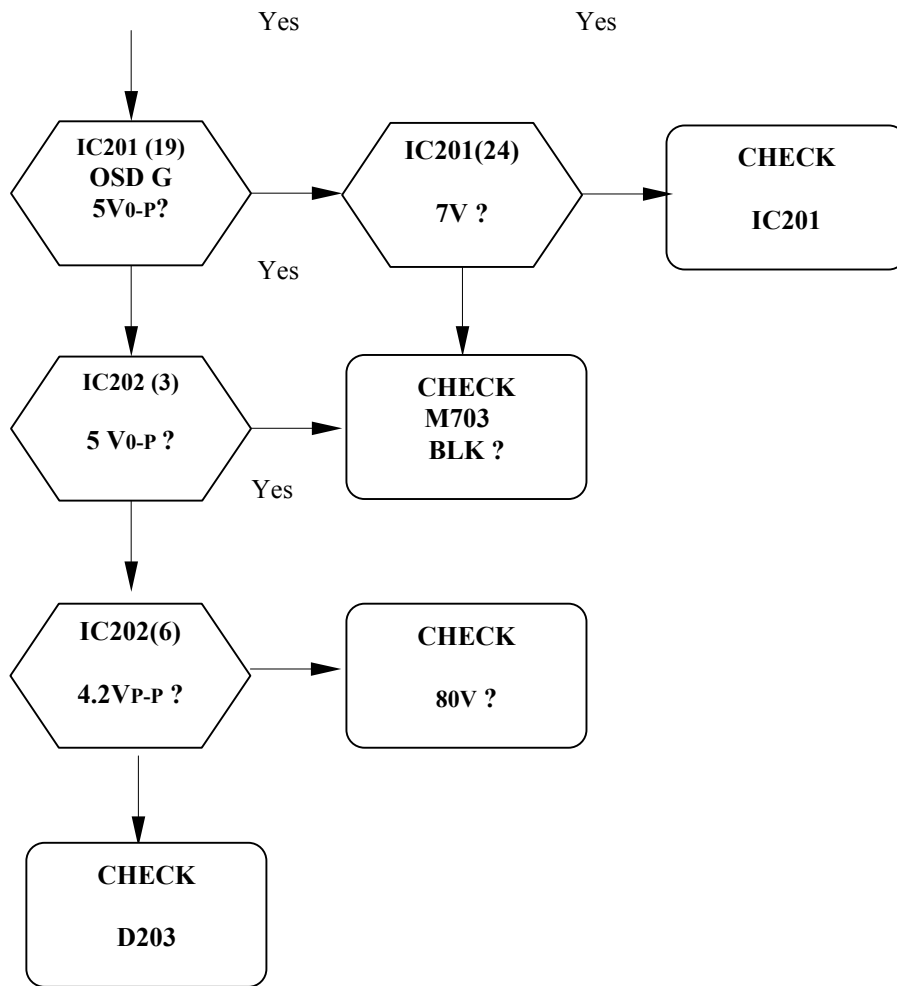 Yes
Yes
IC201 (19)
OSD G
5V0-P?
IC201(24)
7V ?
CHECK
IC201
Yes
IC202 (3)
5 V0-P ?
CHECK
M703
BLK ?
Yes
IC202(6)
4.2VP-P ?
CHECK
80V ?
CHECK
D203